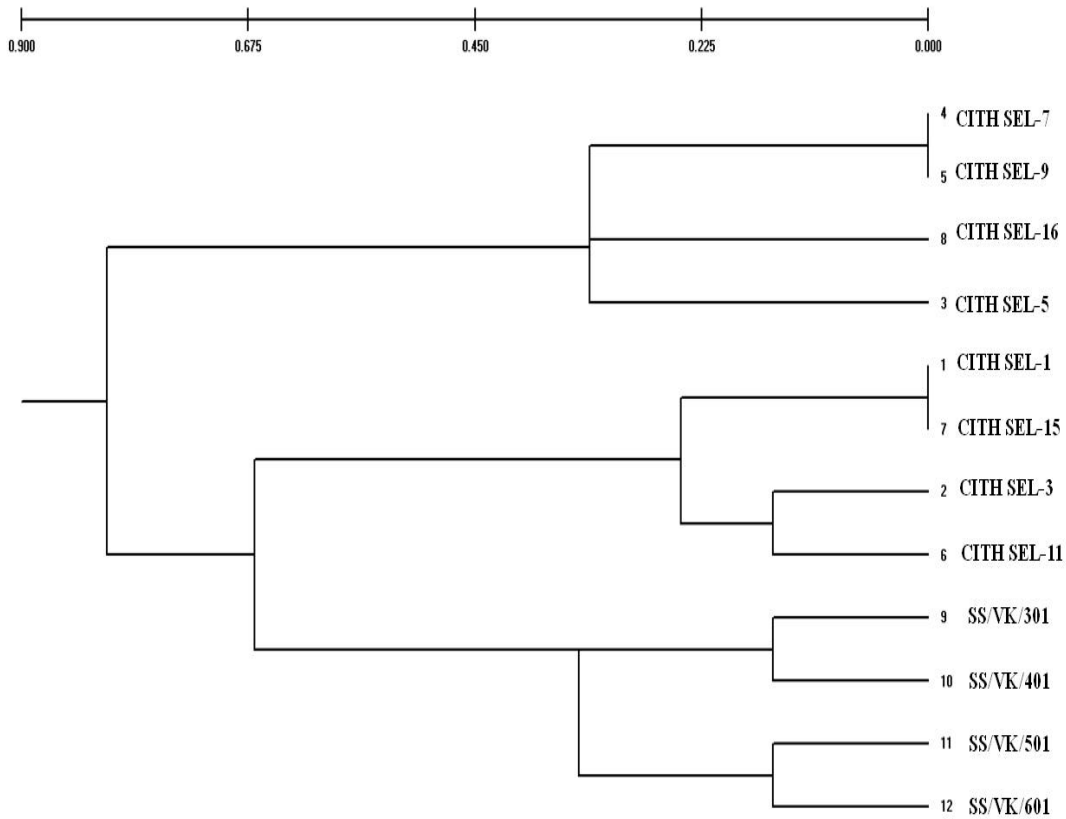 0.900 0.675 0.450 0.225 0.000
4 CITH SEL-7
5 CITH SEL-9
8 CITH SEL-16
3 CITH SEL-5
1 CITH SEL-1
7 CITH SEL-15
2 CITH SEL-3
6 CITH SEL-11
9 SS/VK/301
10 SS/VK/401
11 SS/VK/501
12 SS/VK/601